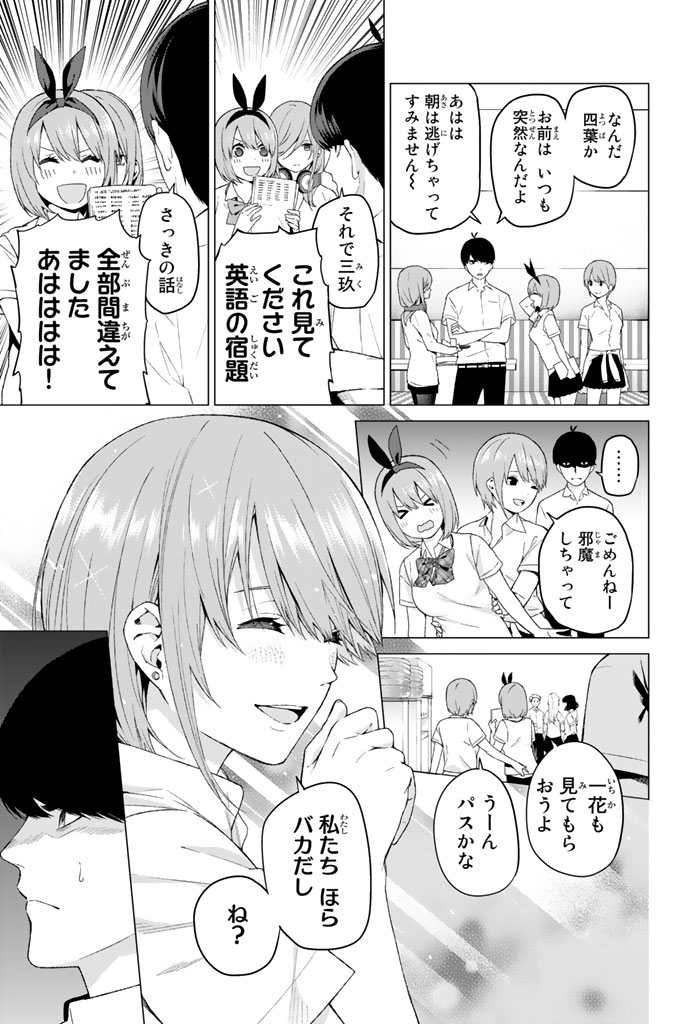 なんだ
四葉か
お前は いつも
突然なんだよ
あはは
朝は逃げちゃって
すみません〜
それで三玖
これ見て
ください
英語の宿題
さっきの話
全部間違えて
ました
あはははは！
……
ごめんねー
邪魔
しちゃって
一花も
見てもら
おうよ
うーん
パスかな
私たち ほら
バカだし
ね？